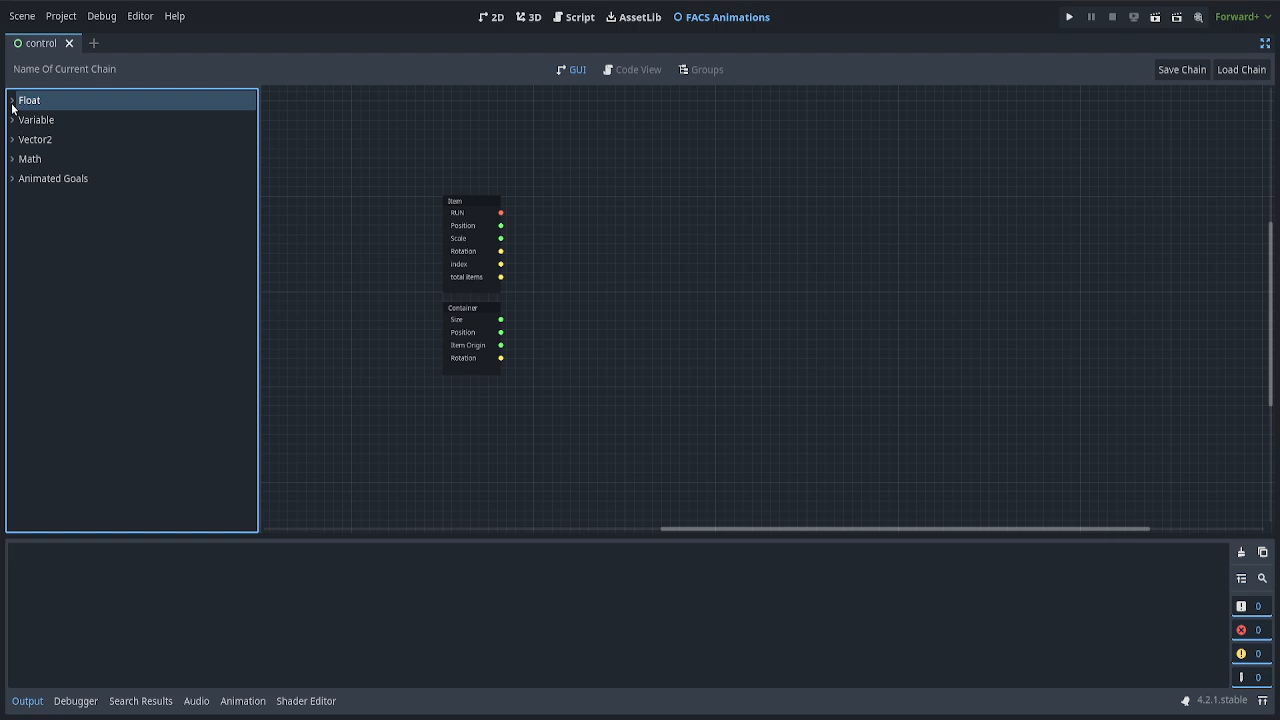 Scene Project Debug Editor Help 2D 3D Script AssetLib FACS Animations Forward+
control
Name Of Current Chain GUI Code View Groups Save Chain Load Chain
Float
Variable
Vector2
Math
Animated Goals
Item
RUN
Position
Scale
Rotation
index
total items
Container
Size
Position
Item Origin
Rotation
0
0
0
0
Output Debugger Search Results Audio Animation Shader Editor 4.2.1.stable